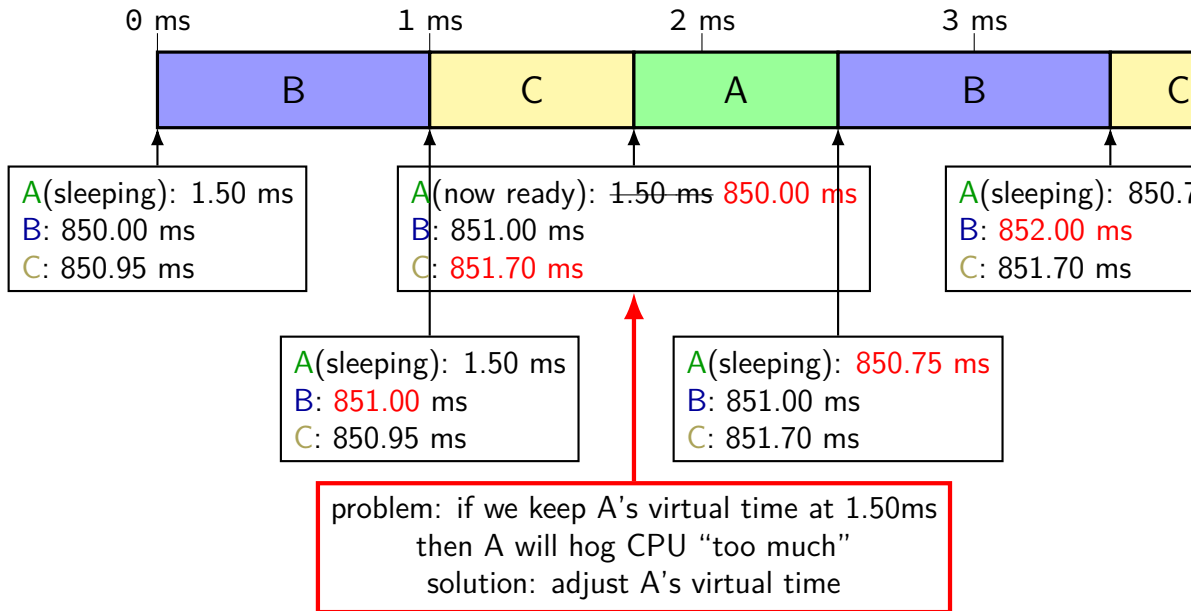 0 ms 1 ms 2 ms 3 ms
B C A B C
A(sleeping): 1.50 ms
B: 850.00 ms
C: 850.95 ms
A(now ready): 1.50 ms 850.00 ms
B: 851.00 ms
C: 851.70 ms
A(sleeping): 850.7
B: 852.00 ms
C: 851.70 ms
A(sleeping): 1.50 ms
B: 851.00 ms
C: 850.95 ms
A(sleeping): 850.75 ms
B: 851.00 ms
C: 851.70 ms
problem: if we keep A's virtual time at 1.50ms
then A will hog CPU “too much”
solution: adjust A's virtual time